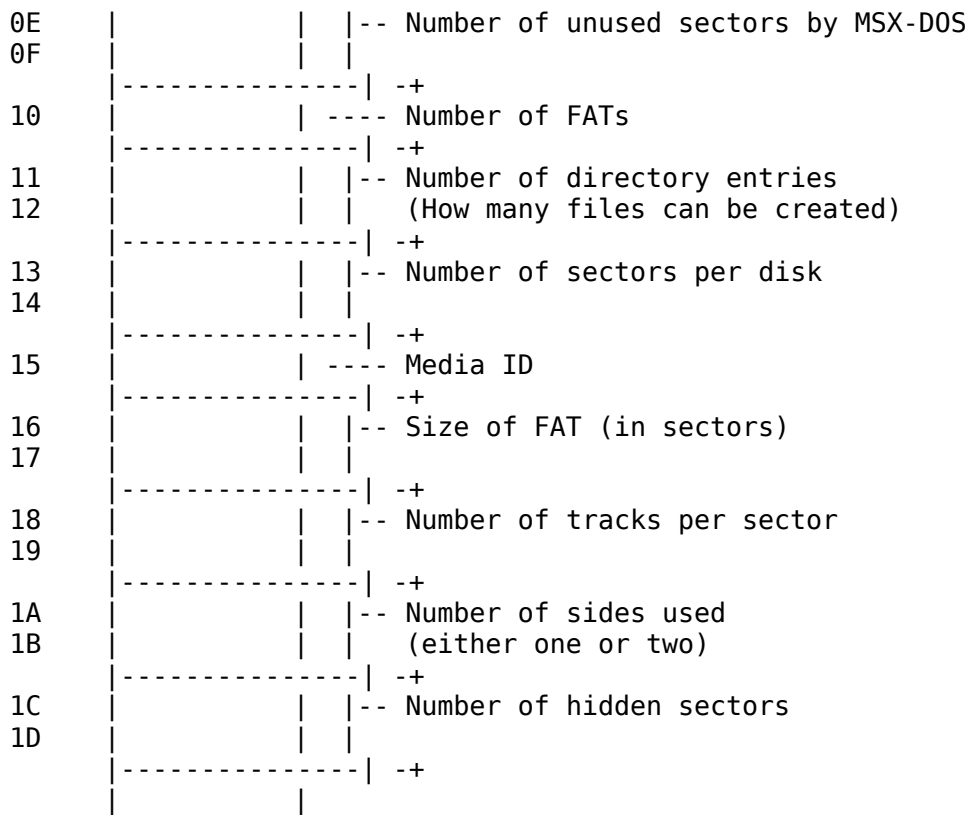 0E      |               |  |-- Number of unused sectors by MSX-DOS
0F      |               |  |
        |---------------| -+
10      |               | ---- Number of FATs
        |---------------| -+
11      |               |  |-- Number of directory entries
12      |               |  |    (How many files can be created)
        |---------------| -+
13      |               |  |-- Number of sectors per disk
14      |               |  |
        |---------------| -+
15      |               | ---- Media ID
        |---------------| -+
16      |               |  |-- Size of FAT (in sectors)
17      |               |  |
        |---------------| -+
18      |               |  |-- Number of tracks per sector
19      |               |  |
        |---------------| -+
1A      |               |  |-- Number of sides used
1B      |               |  |    (either one or two)
        |---------------| -+
1C      |               |  |-- Number of hidden sectors
1D      |               |  |
        |---------------| -+
        |               |